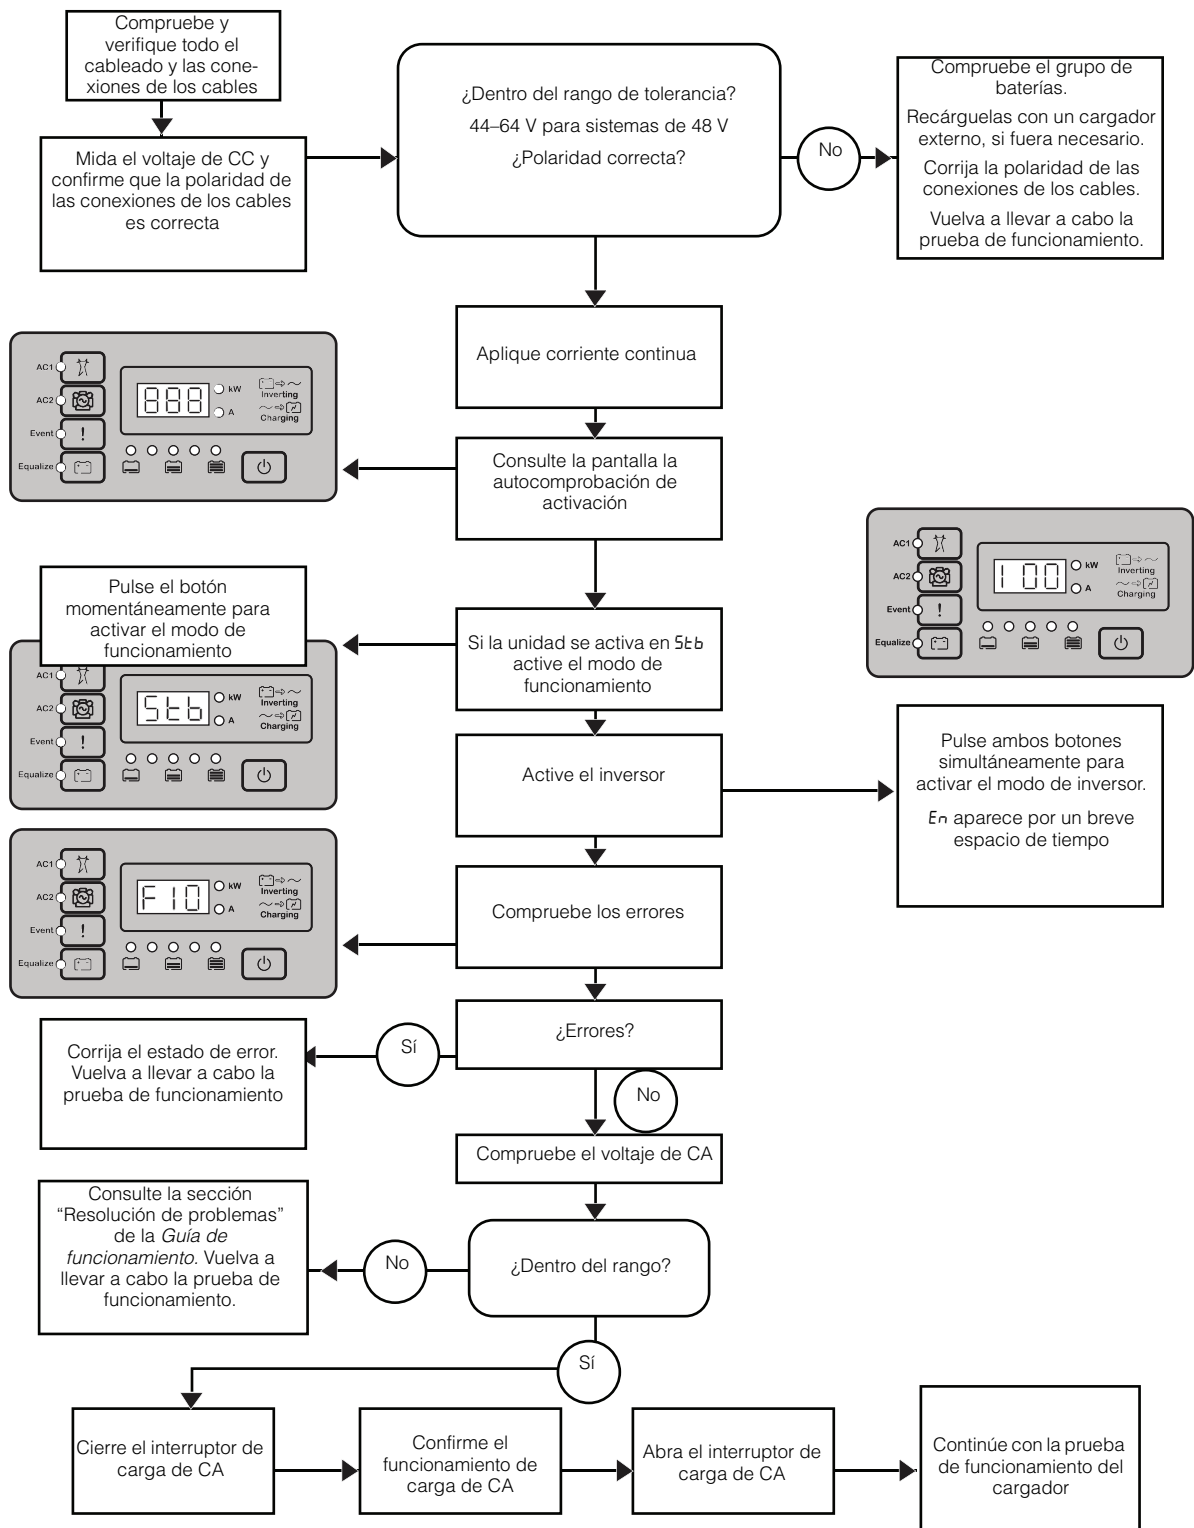 Compruebe y
verifique todo el
cableado y las cone-
xiones de los cables
Mida el voltaje de CC y
confirme que la polaridad de
las conexiones de los cables
es correcta
¿Dentro del rango de tolerancia?
44–64 V para sistemas de 48 V
¿Polaridad correcta?
No
Compruebe el grupo de
baterías.
Recárguelas con un cargador
externo, si fuera necesario.
Corrija la polaridad de las
conexiones de los cables.
Vuelva a llevar a cabo la
prueba de funcionamiento.
Aplique corriente continua
AC1
AC2
Event
Equalize
888
kW
A
Inverting
Charging
Consulte la pantalla la
autocomprobación de
activación
AC1
AC2
Event
Equalize
100
kW
A
Inverting
Charging
Pulse el botón
momentáneamente para
activar el modo de
funcionamiento
AC1
AC2
Event
Equalize
Stb
kW
A
Inverting
Charging
Si la unidad se activa en Stb
active el modo de
funcionamiento
Active el inversor
Pulse ambos botones
simultáneamente para
activar el modo de inversor.
En aparece por un breve
espacio de tiempo
AC1
AC2
Event
Equalize
F10
kW
A
Inverting
Charging
Compruebe los errores
¿Errores?
Sí
Corrija el estado de error.
Vuelva a llevar a cabo la
prueba de funcionamiento
No
Compruebe el voltaje de CA
¿Dentro del rango?
No
Consulte la sección
“Resolución de problemas”
de la Guía de
funcionamiento. Vuelva a
llevar a cabo la prueba de
funcionamiento.
Sí
Cierre el interruptor de
carga de CA
Confirme el
funcionamiento de
carga de CA
Abra el interruptor de
carga de CA
Continúe con la prueba
de funcionamiento del
cargador